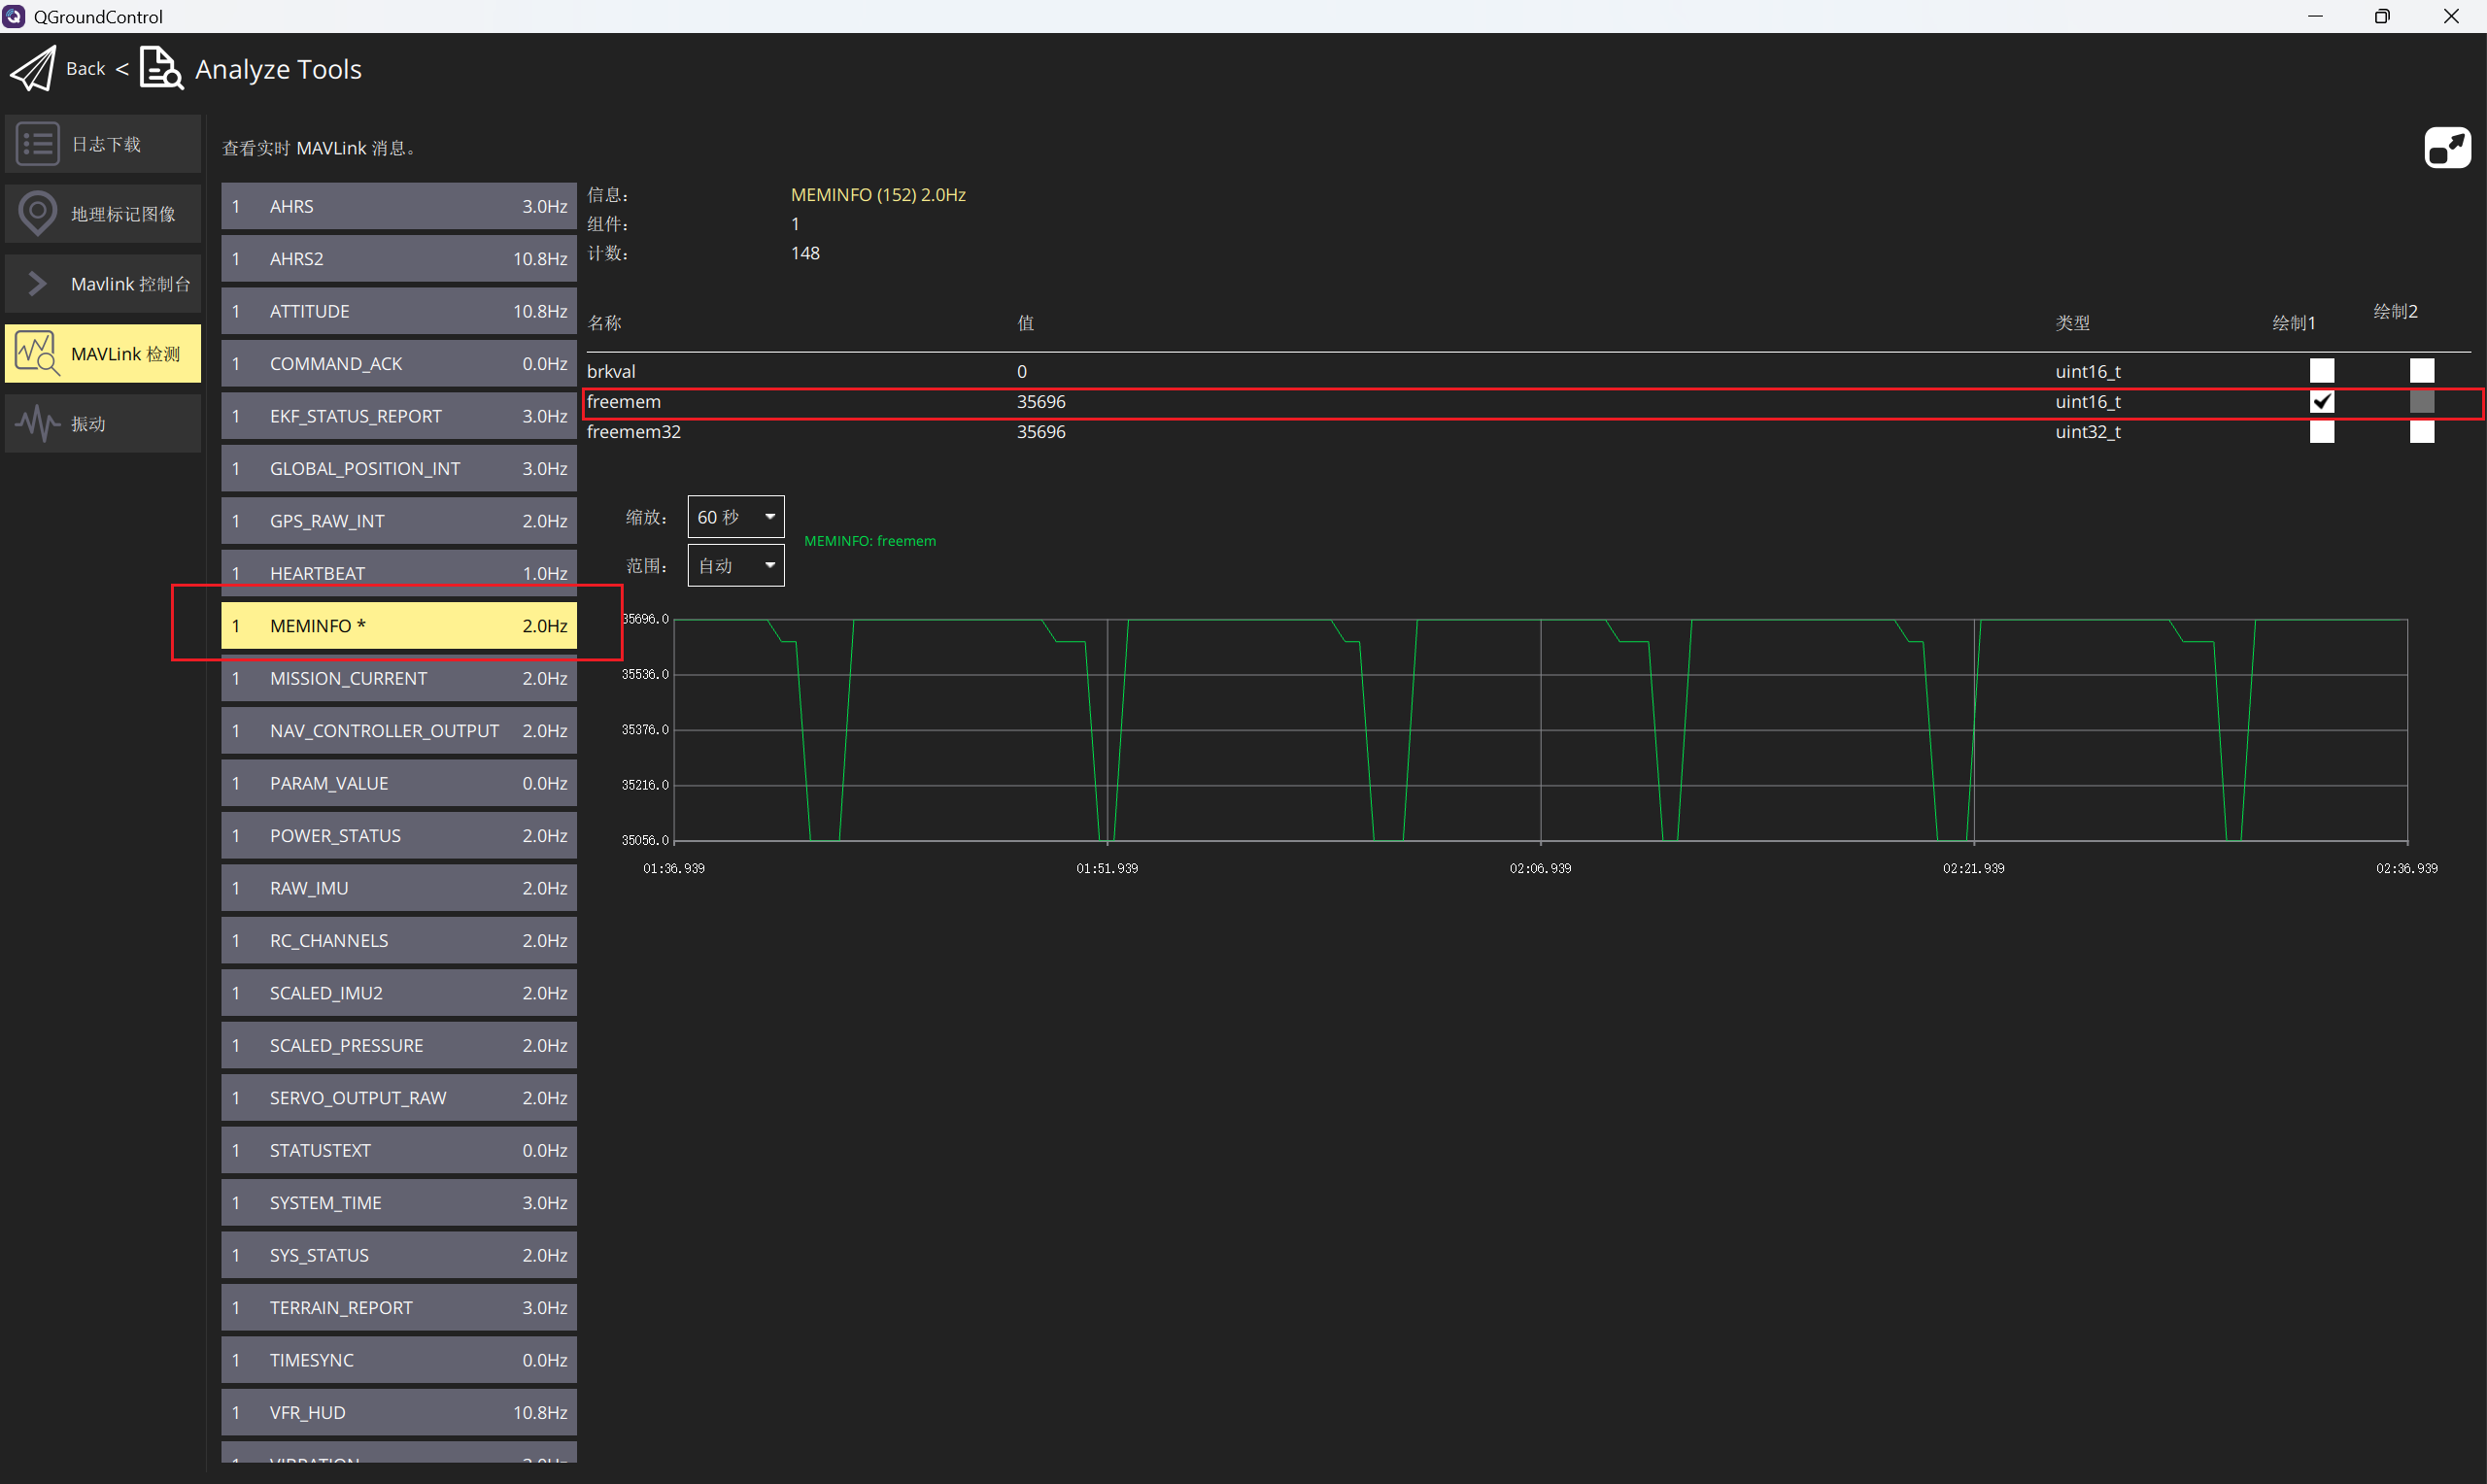 QGroundControl
Back < Analyze Tools
日志下载
地理标记图像
Mavlink 控制台
MAVLink 检测
振动
查看实时 MAVLink 消息。
1 AHRS 3.0Hz
1 AHRS2 10.8Hz
1 ATTITUDE 10.8Hz
1 COMMAND_ACK 0.0Hz
1 EKF_STATUS_REPORT 3.0Hz
1 GLOBAL_POSITION_INT 3.0Hz
1 GPS_RAW_INT 2.0Hz
1 HEARTBEAT 1.0Hz
1 MEMINFO * 2.0Hz
1 MISSION_CURRENT 2.0Hz
1 NAV_CONTROLLER_OUTPUT 2.0Hz
1 PARAM_VALUE 0.0Hz
1 POWER_STATUS 2.0Hz
1 RAW_IMU 2.0Hz
1 RC_CHANNELS 2.0Hz
1 SCALED_IMU2 2.0Hz
1 SCALED_PRESSURE 2.0Hz
1 SERVO_OUTPUT_RAW 2.0Hz
1 STATUSTEXT 0.0Hz
1 SYSTEM_TIME 3.0Hz
1 SYS_STATUS 2.0Hz
1 TERRAIN_REPORT 3.0Hz
1 TIMESYNC 0.0Hz
1 VFR_HUD 10.8Hz
信息： MEMINFO (152) 2.0Hz
组件： 1
计数： 148
名称 值 类型 绘制1 绘制2
brkval 0 uint16_t
freemem 35696 uint16_t
freemem32 35696 uint32_t
缩放： 60 秒
MEMINFO: freemem
范围： 自动
35696.0
35536.0
35376.0
35216.0
35056.0
01:36.939 01:51.939 02:06.939 02:21.939 02:36.939